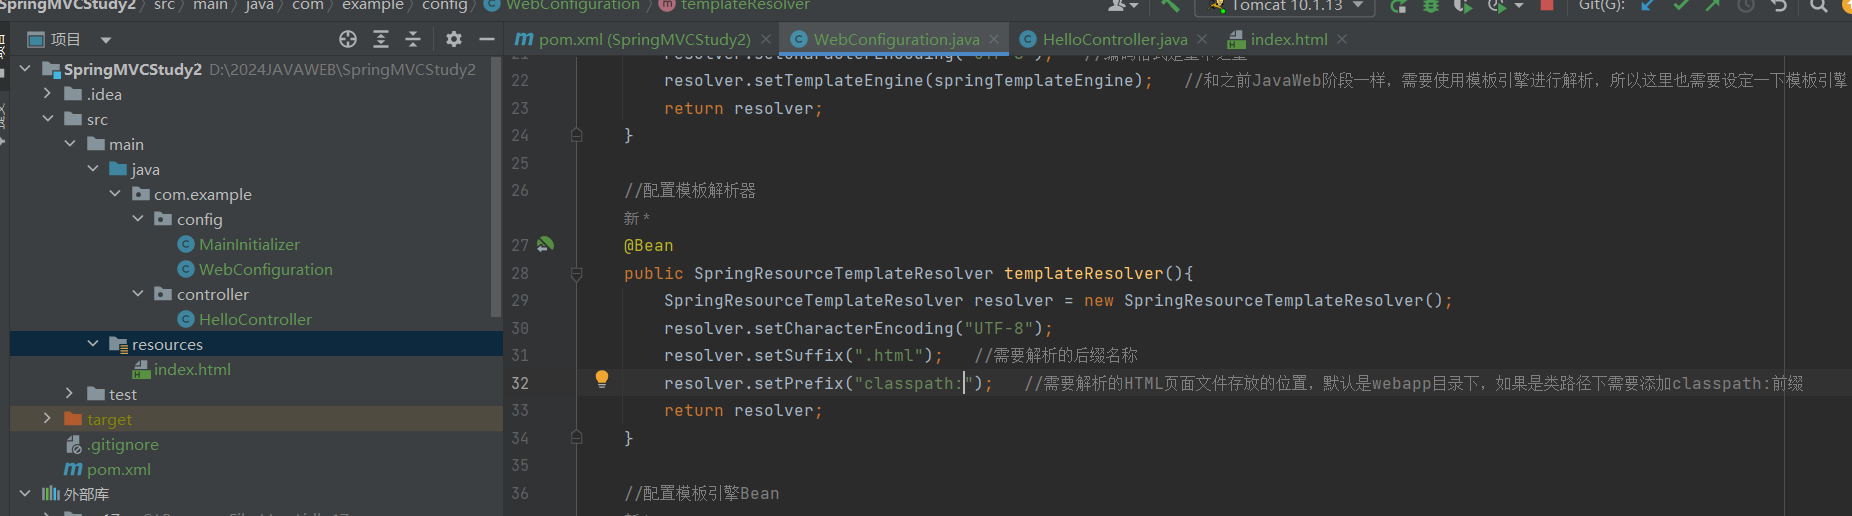 SpringMVCStudy2 〉 src 〉 main 〉 java 〉 com 〉 example 〉 config 〉 WebConfiguration 〉 templateResolver
Tomcat 10.1.13
Git(G):
项目
pom.xml (SpringMVCStudy2)
WebConfiguration.java
HelloController.java
index.html
SpringMVCStudy2 D:\2024JAVAWEB\SpringMVCStudy2
.idea
src
main
java
com.example
config
MainInitializer
WebConfiguration
controller
HelloController
resources
index.html
test
target
.gitignore
pom.xml
外部库
22 resolver.setTemplateEngine(springTemplateEngine); //和之前JavaWeb阶段一样，需要使用模板引擎进行解析，所以这里也需要设定一下模板引擎
23 return resolver;
24 }
25
26 //配置模板解析器
新 *
27 @Bean
28 public SpringResourceTemplateResolver templateResolver(){
29 SpringResourceTemplateResolver resolver = new SpringResourceTemplateResolver();
30 resolver.setCharacterEncoding("UTF-8");
31 resolver.setSuffix(".html"); //需要解析的后缀名称
32 resolver.setPrefix("classpath:"); //需要解析的HTML页面文件存放的位置，默认是webapp目录下，如果是类路径下需要添加classpath:前缀
33 return resolver;
34 }
35
36 //配置模板引擎Bean